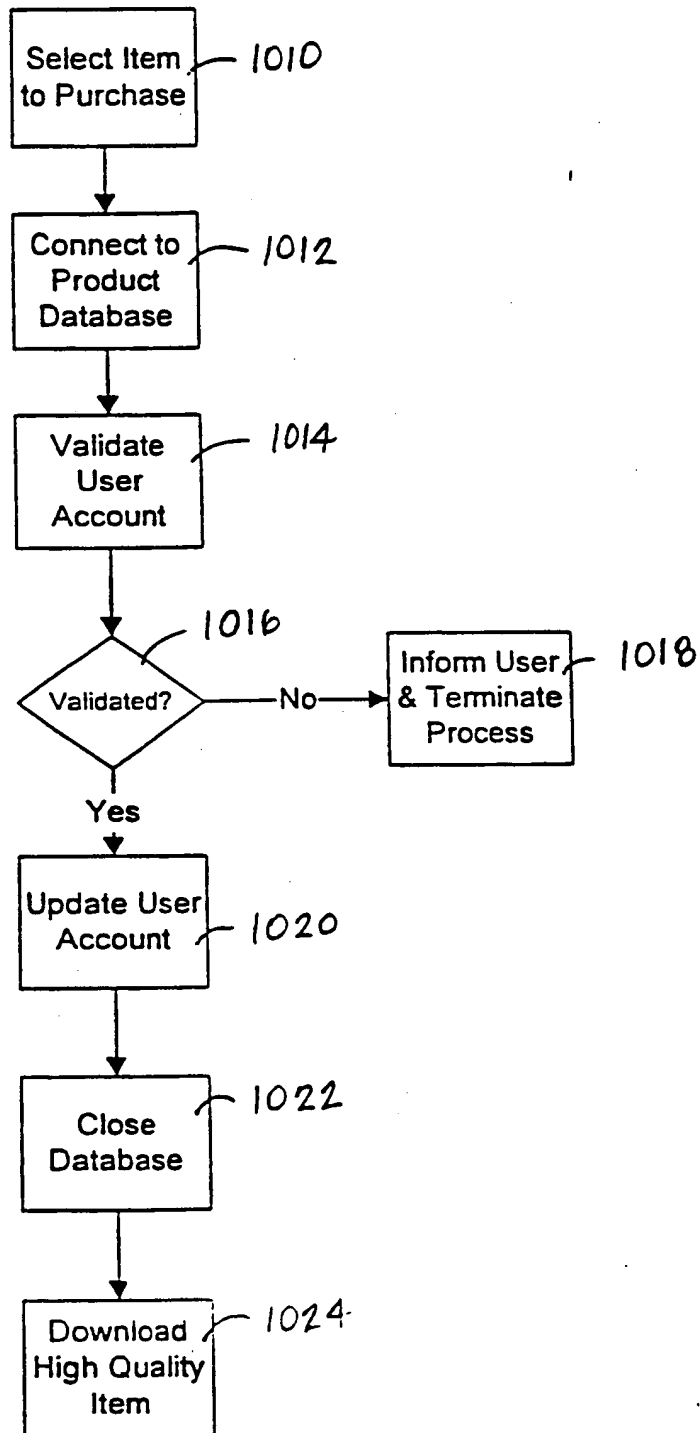 Select Item
to Purchase
1010
Connect to
Product
Database
1012
Validate
User
Account
1014
Validated?
1016
No
Inform User
& Terminate
Process
1018
Yes
Update User
Account
1020
Close
Database
1022
Download
High Quality
Item
1024